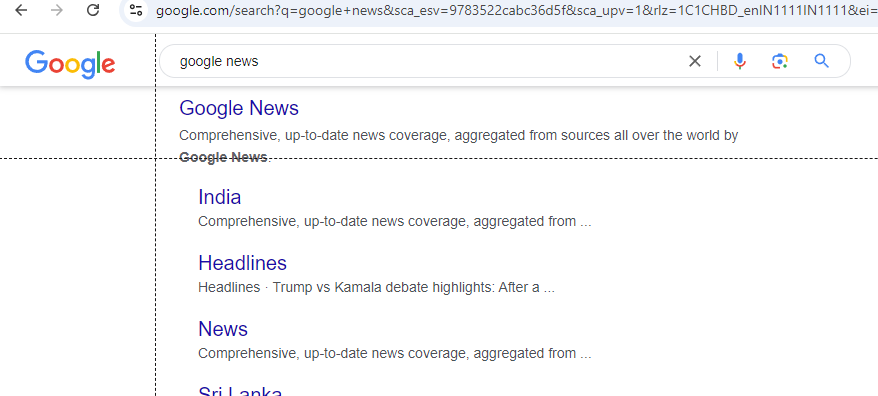 google.com/search?q=google+news&sca_esv=9783522cabc36d5f&sca_upv=1&rlz=1C1CHBD_enIN1111IN1111&ei=
Google
google news
Google News
Comprehensive, up-to-date news coverage, aggregated from sources all over the world by
Google News.
India
Comprehensive, up-to-date news coverage, aggregated from ...
Headlines
Headlines · Trump vs Kamala debate highlights: After a ...
News
Comprehensive, up-to-date news coverage, aggregated from ...
Sri Lanka